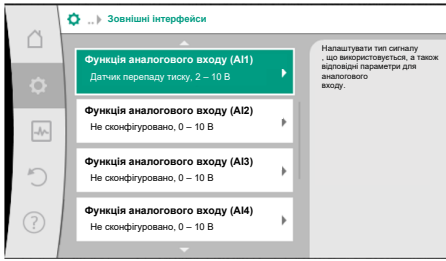 ..› Зовнішні інтерфейси
Функція аналогового входу (AI1)
Датчик перепаду тиску, 2 – 10 В
Функція аналогового входу (AI2)
Не сконфігуровано, 0 – 10 В
Функція аналогового входу (AI3)
Не сконфігуровано, 0 – 10 В
Функція аналогового входу (AI4)
Не сконфігуровано, 0 – 10 В
Налаштувати тип сигналу
, що використовується, а також
відповідні параметри для
аналогового
входу.